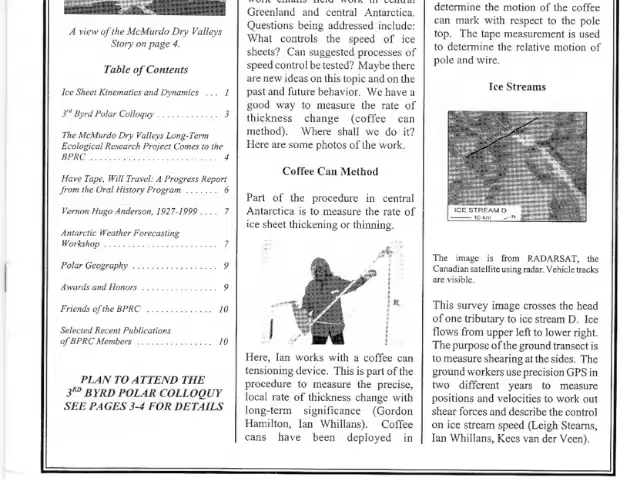 A view of the McMurdo Dry Valleys
Story on page 4.
Table of Contents
Ice Sheet Kinematics and Dynamics ... 1
3rd Byrd Polar Colloquy ............. 3
The McMurdo Dry Valleys Long-Term
Ecological Research Project Comes to the
BPRC .......................... 4
Have Tape, Will Travel: A Progress Report
from the Oral History Program ....... 6
Vernon Hugo Anderson, 1927-1999 .... 7
Antarctic Weather Forecasting
Workshop ....................... 7
Polar Geography ................. 9
Awards and Honors ............... 9
Friends of the BPRC ............. 10
Selected Recent Publications
of BPRC Members ................ 10
PLAN TO ATTEND THE
3RD BYRD POLAR COLLOQUY
SEE PAGES 3-4 FOR DETAILS
work entails field work in central
Greenland and central Antarctica.
Questions being addressed include:
What controls the speed of ice
sheets? Can suggested processes of
speed control be tested? Maybe there
are new ideas on this topic and on the
past and future behavior. We have a
good way to measure the rate of
thickness change (coffee can
method). Where shall we do it?
Here are some photos of the work.
Coffee Can Method
Part of the procedure in central
Antarctica is to measure the rate of
ice sheet thickening or thinning.
Here, Ian works with a coffee can
tensioning device. This is part of the
procedure to measure the precise,
local rate of thickness change with
long-term significance (Gordon
Hamilton, Ian Whillans). Coffee
cans have been deployed in
determine the motion of the coffee
can mark with respect to the pole
top. The tape measurement is used
to determine the relative motion of
pole and wire.
Ice Streams
ICE STREAM D
10 km
The image is from RADARSAT, the
Canadian satellite using radar. Vehicle tracks
are visible.
This survey image crosses the head
of one tributary to ice stream D. Ice
flows from upper left to lower right.
The purpose of the ground transect is
to measure shearing at the sides. The
ground workers use precision GPS in
two different years to measure
positions and velocities to work out
shear forces and describe the control
on ice stream speed (Leigh Stearns,
Ian Whillans, Kees van der Veen).